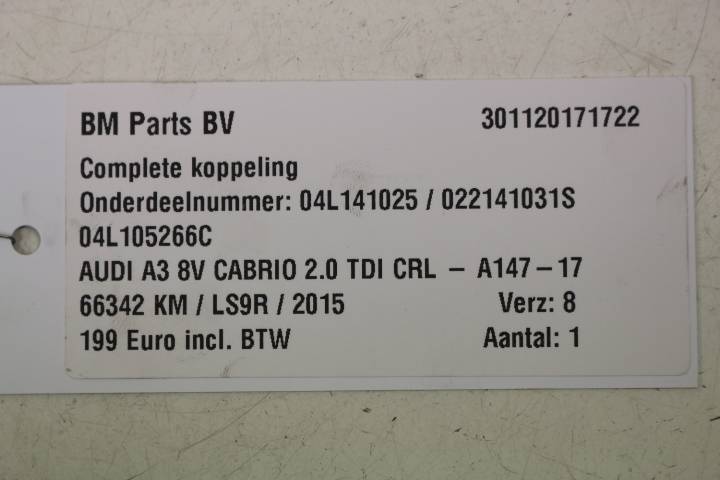 BM Parts BV 301120171722
Complete koppeling
Onderdeelnummer: 04L141025 / 022141031S
04L105266C
AUDI A3 8V CABRIO 2.0 TDI CRL – A147-17
66342 KM / LS9R / 2015 Verz: 8
199 Euro incl. BTW Aantal: 1